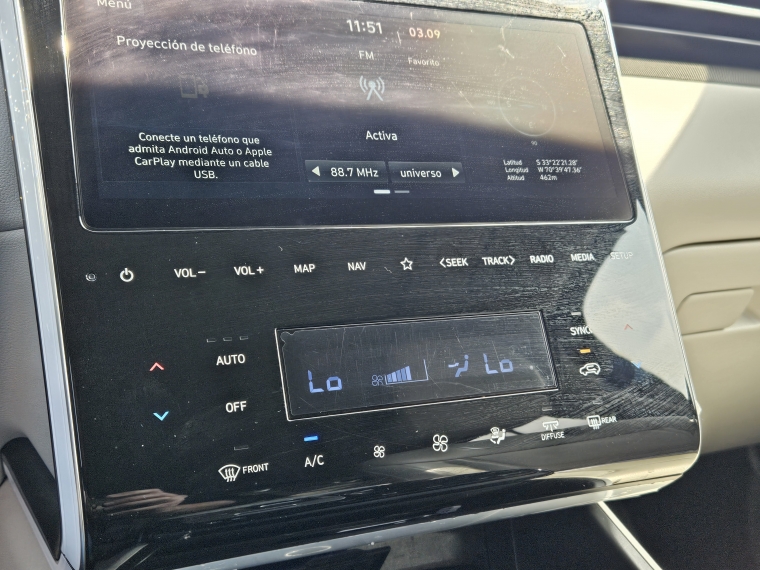 Menú
11:51
03.09
Proyección de teléfono
FM
Favorito
Conecte un teléfono que
admita Android Auto o Apple
CarPlay mediante un cable
USB.
Activa
88.7 MHz
universo
Latitud S 33°22'21.28"
Longitud W 70°39'47.36"
Altitud 462m
VOL−
VOL+
MAP
NAV
<SEEK
TRACK>
RADIO
MEDIA
SETUP
AUTO
OFF
Lo
Lo
SYNC
FRONT
A/C
DIFFUSE
REAR